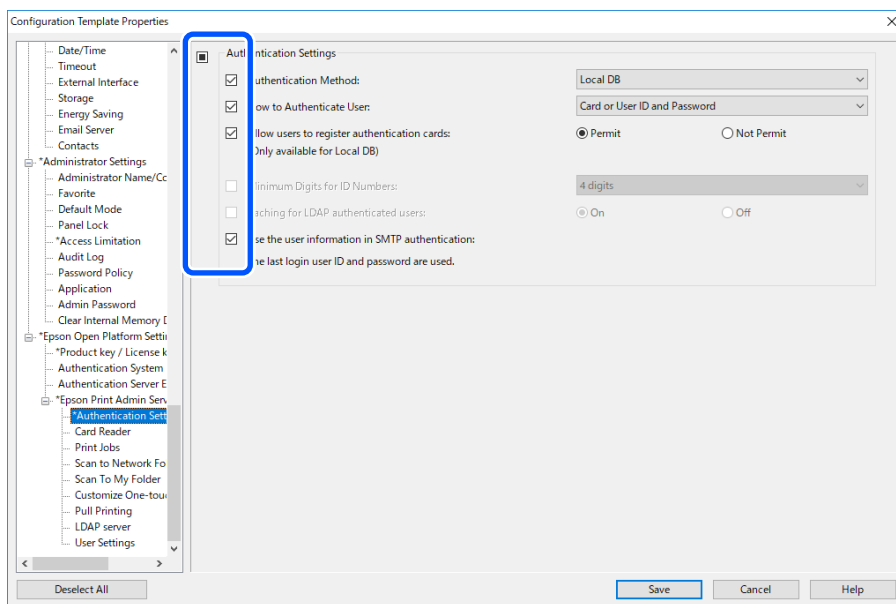 Configuration Template Properties
Date/Time
Timeout
External Interface
Storage
Energy Saving
Email Server
Contacts
*Administrator Settings
Administrator Name/Co
Favorite
Default Mode
Panel Lock
*Access Limitation
Audit Log
Password Policy
Application
Admin Password
Clear Internal Memory D
*Epson Open Platform Settin
*Product key / License k
Authentication System
Authentication Server E
*Epson Print Admin Serv
*Authentication Sett
Card Reader
Print Jobs
Scan to Network Fo
Scan To My Folder
Customize One-tou
Pull Printing
LDAP server
User Settings
Authentication Settings
uthentication Method: Local DB
ow to Authenticate User: Card or User ID and Password
llow users to register authentication cards: Permit Not Permit
Only available for Local DB)
Minimum Digits for ID Numbers: 4 digits
aching for LDAP authenticated users: On Off
se the user information in SMTP authentication:
he last login user ID and password are used.
Deselect All Save Cancel Help